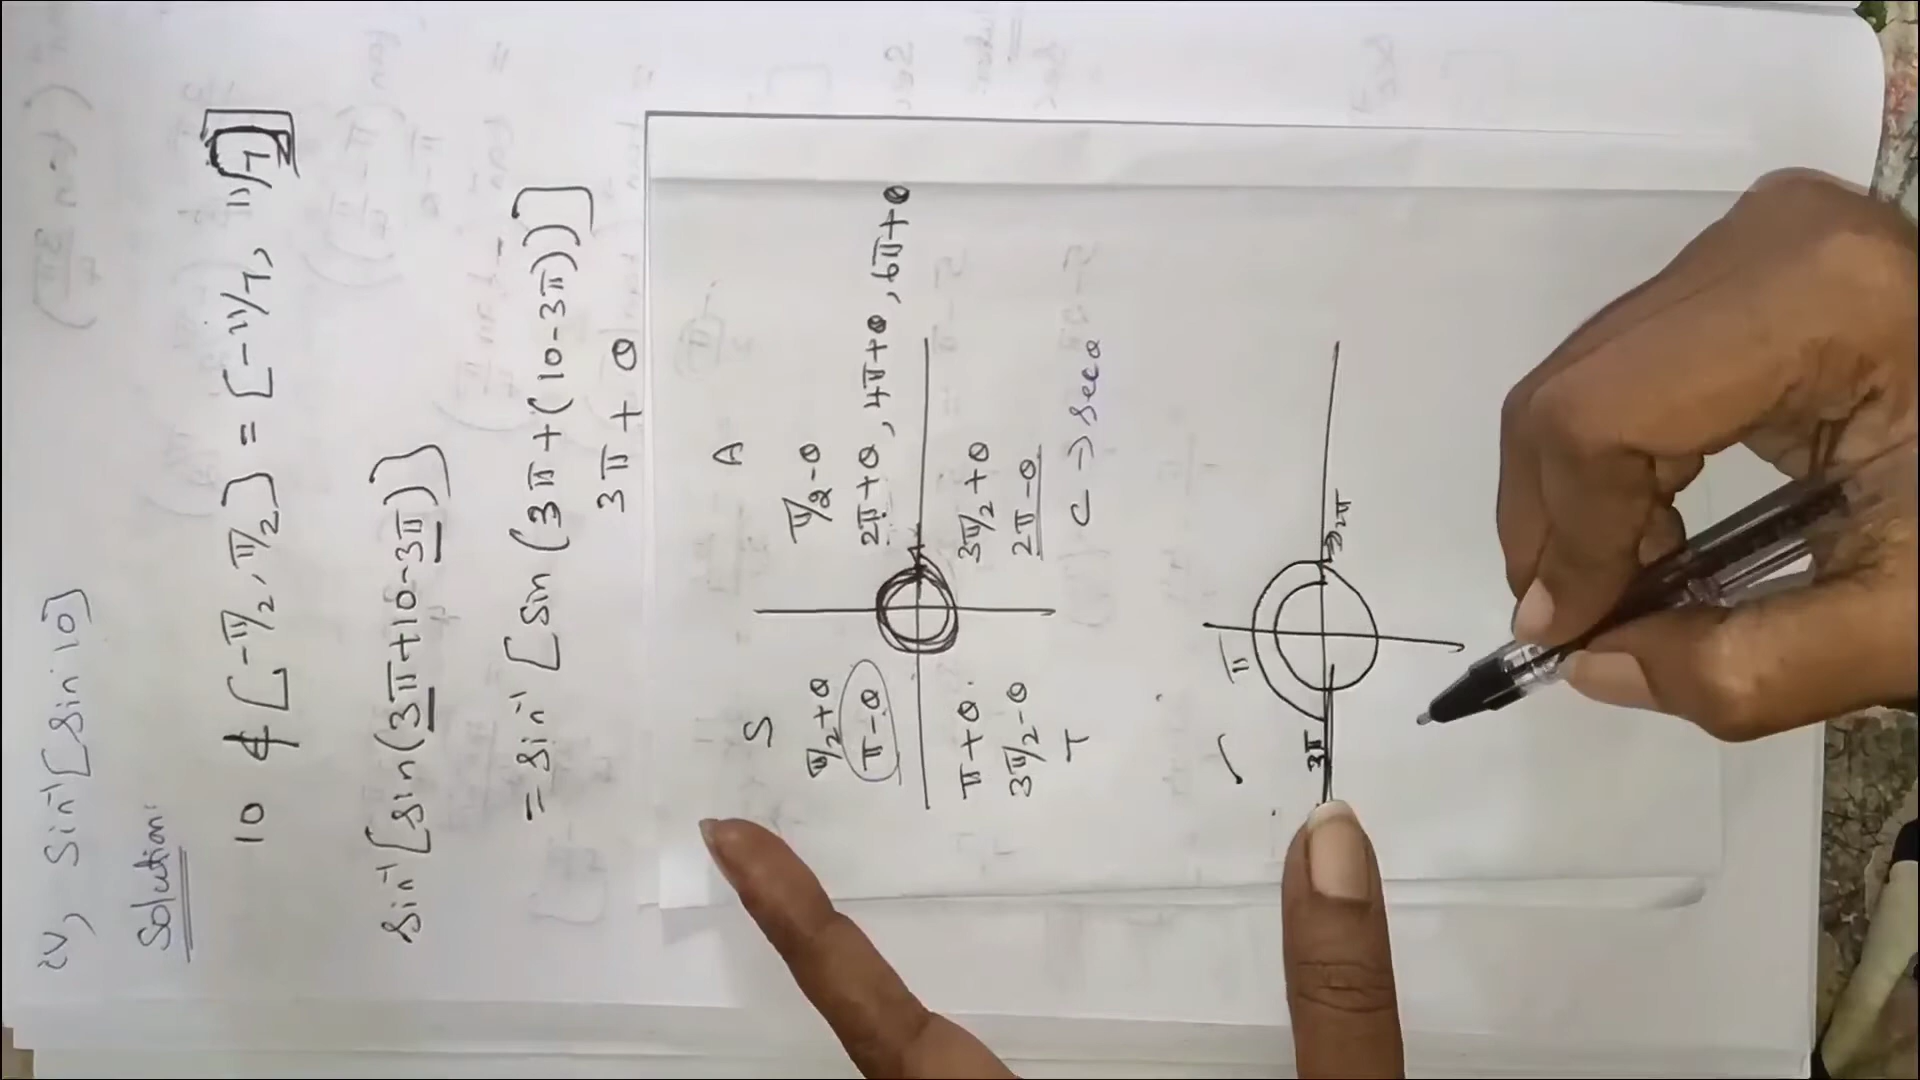 iv, Sin⁻¹[Sin 10]
Solution:
10 ∉ [-π/2, π/2] = [-11/7, 11/7]
Sin⁻¹[Sin(3π+10-3π)]
= Sin⁻¹[Sin(3π+(10-3π))]
3π + θ
S A
π/2+θ π/2-θ
π-θ 2π+θ, 4π+θ, 6π+θ
π+θ 3π/2+θ
3π/2-θ 2π-θ
T C → Sec θ
π
3π 2π